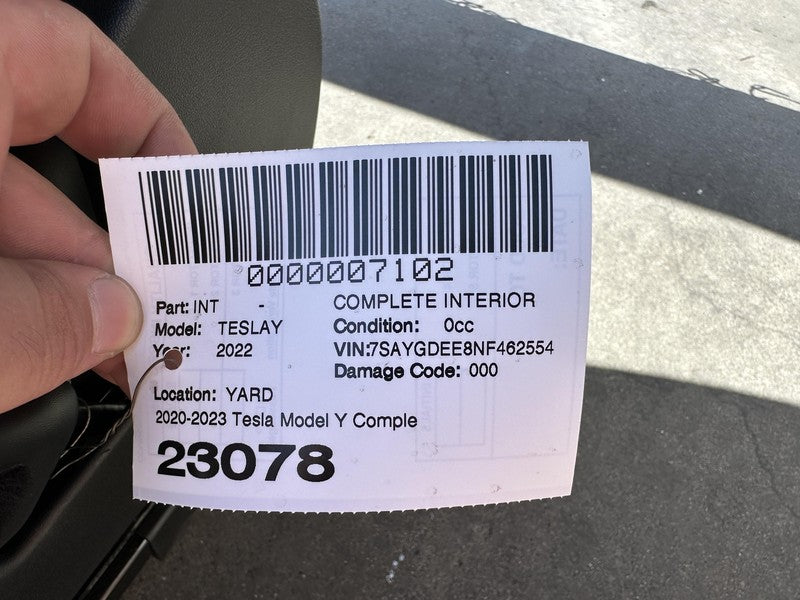 0000007102
Part: INT - COMPLETE INTERIOR
Model: TESLAY Condition: 0cc
Year: 2022 VIN:7SAYGDEE8NF462554
Damage Code: 000
Location: YARD
2020-2023 Tesla Model Y Comple
23078